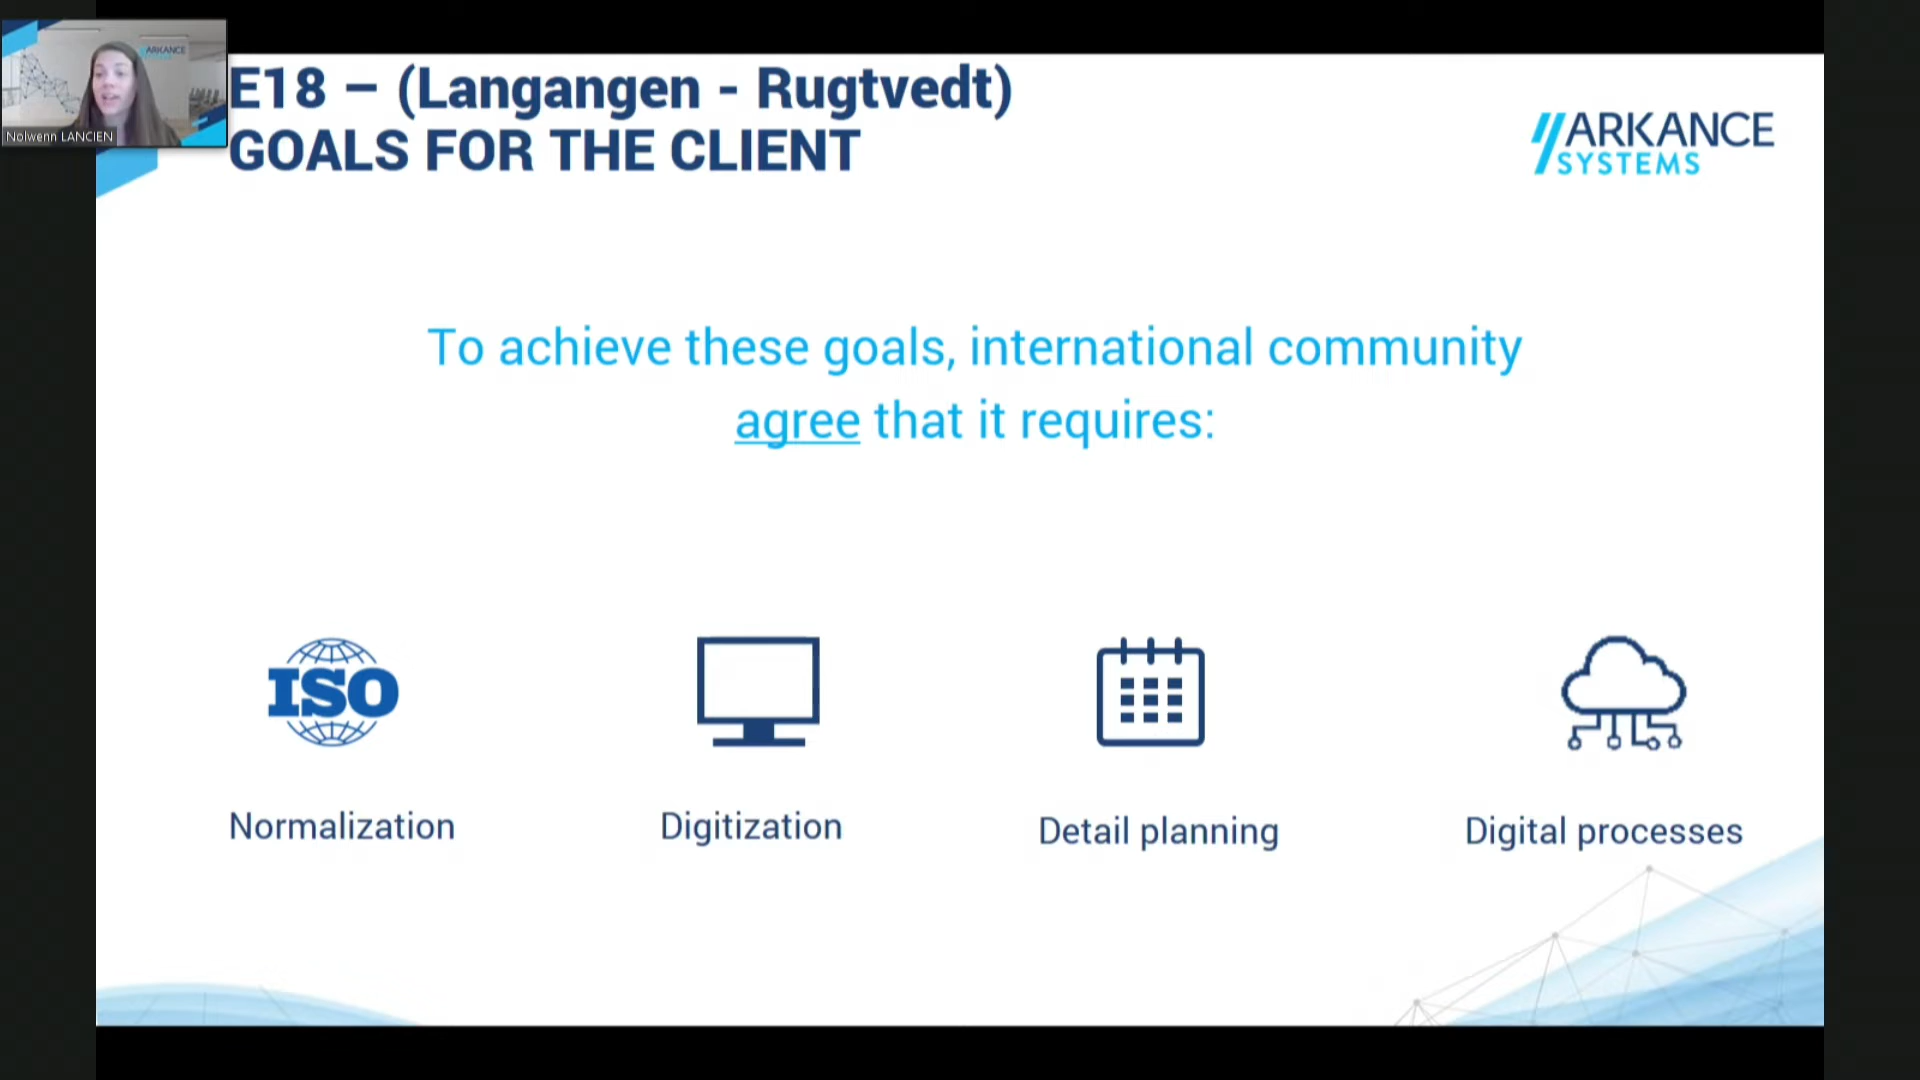 ARKANCE
Nolwenn LANCIEN
E18 – (Langangen - Rugtvedt)
GOALS FOR THE CLIENT
ARKANCE
SYSTEMS
To achieve these goals, international community
agree that it requires:
ISO
Normalization
Digitization
Detail planning
Digital processes